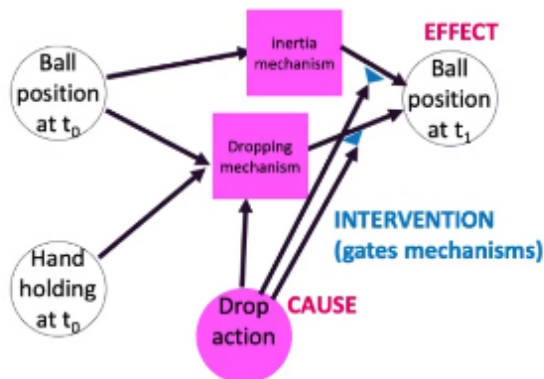 inertia
mechanism
EFFECT
Ball
position
at t₀
Ball
position
at t₁
Dropping
mechanism
INTERVENTION
(gates mechanisms)
Hand
holding
at t₀
Drop
action
CAUSE